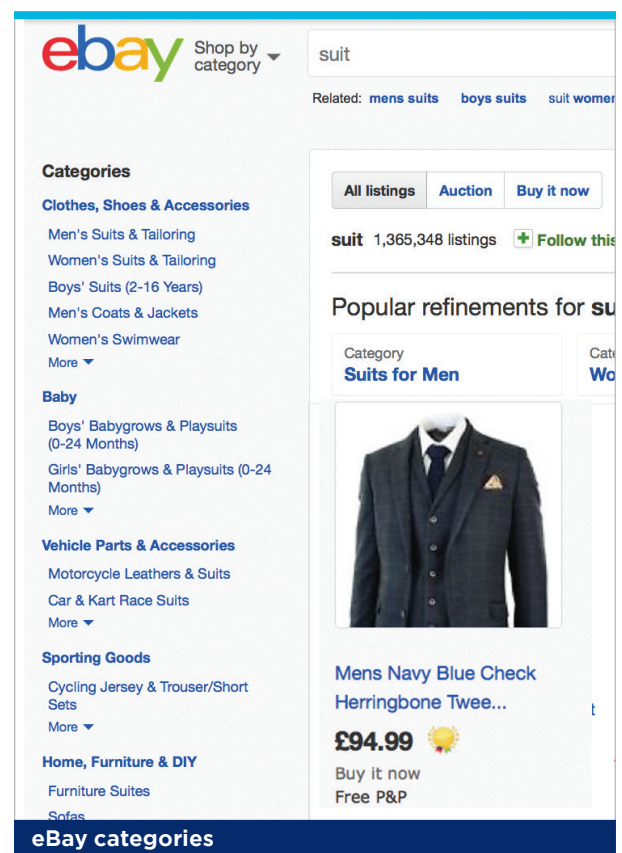 ebay
Shop by
category
suit
Related: mens suits boys suits suit women
Categories
Clothes, Shoes & Accessories
Men's Suits & Tailoring
Women's Suits & Tailoring
Boys' Suits (2-16 Years)
Men's Coats & Jackets
Women's Swimwear
More
Baby
Boys' Babygrows & Playsuits
(0-24 Months)
Girls' Babygrows & Playsuits (0-24
Months)
More
Vehicle Parts & Accessories
Motorcycle Leathers & Suits
Car & Kart Race Suits
More
Sporting Goods
Cycling Jersey & Trouser/Short
Sets
More
Home, Furniture & DIY
Furniture Suites
Sofas
All listings Auction Buy it now
suit 1,365,348 listings Follow this
Popular refinements for su
Category
Suits for Men
Cate
Wo
Mens Navy Blue Check
Herringbone Twee...
t
£94.99
Buy it now
Free P&P
eBay categories